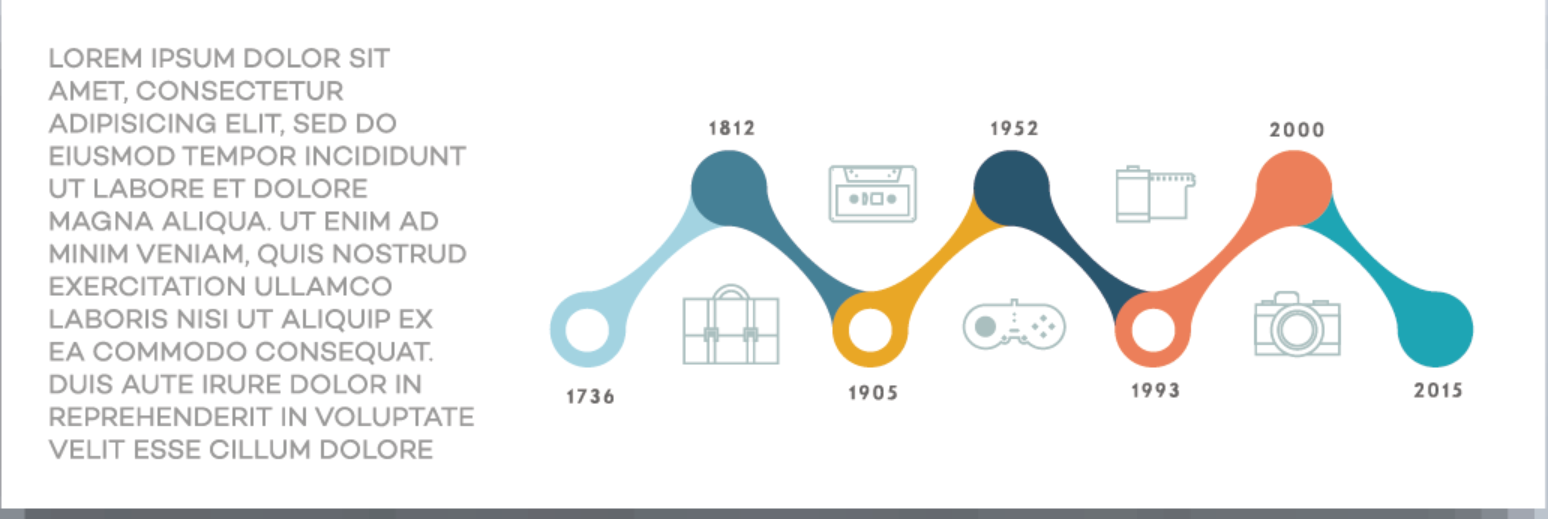 LOREM IPSUM DOLOR SIT
AMET, CONSECTETUR
ADIPISICING ELIT, SED DO
EIUSMOD TEMPOR INCIDIDUNT
UT LABORE ET DOLORE
MAGNA ALIQUA. UT ENIM AD
MINIM VENIAM, QUIS NOSTRUD
EXERCITATION ULLAMCO
LABORIS NISI UT ALIQUIP EX
EA COMMODO CONSEQUAT.
DUIS AUTE IRURE DOLOR IN
REPREHENDERIT IN VOLUPTATE
VELIT ESSE CILLUM DOLORE
1736
1812
1905
1952
1993
2000
2015